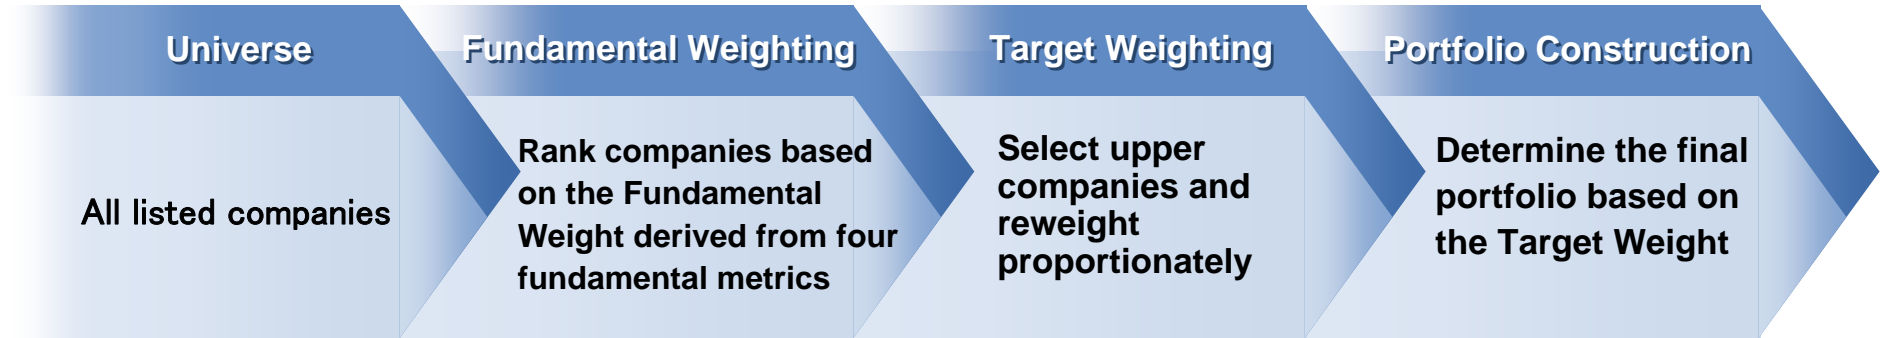 Universe
Fundamental Weighting
Target Weighting
Portfolio Construction
All listed companies
Rank companies based
on the Fundamental
Weight derived from four
fundamental metrics
Select upper
companies and
reweight
proportionately
Determine the final
portfolio based on
the Target Weight